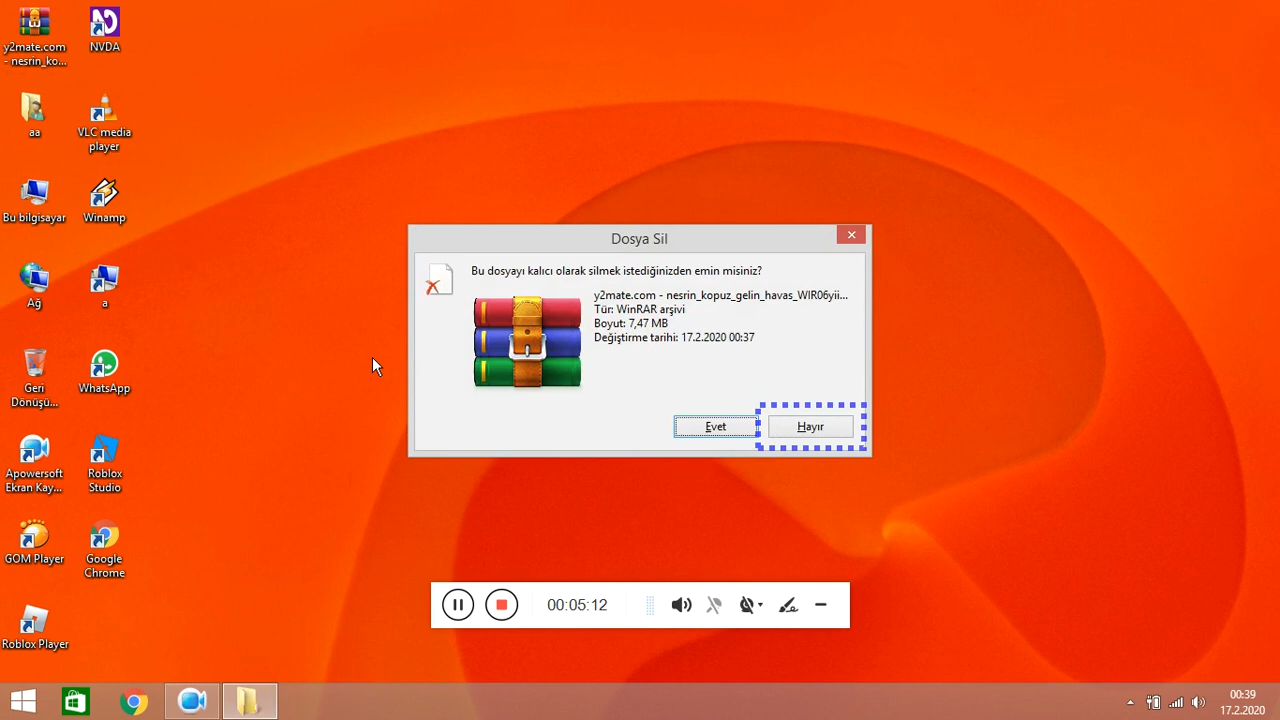 y2mate.com
- nesrin_ko...
NVDA
aa
VLC media
player
Bu bilgisayar
Winamp
Ağ
a
Geri
Dönüşü...
WhatsApp
Apowersoft
Ekran Kay...
Roblox
Studio
GOM Player
Google
Chrome
Roblox Player
Dosya Sil
Bu dosyayı kalıcı olarak silmek istediğinizden emin misiniz?
y2mate.com - nesrin_kopuz_gelin_havas_WIR06yii...
Tür: WinRAR arşivi
Boyut: 7,47 MB
Değiştirme tarihi: 17.2.2020 00:37
Evet
Hayır
00:05:12
00:39
17.2.2020